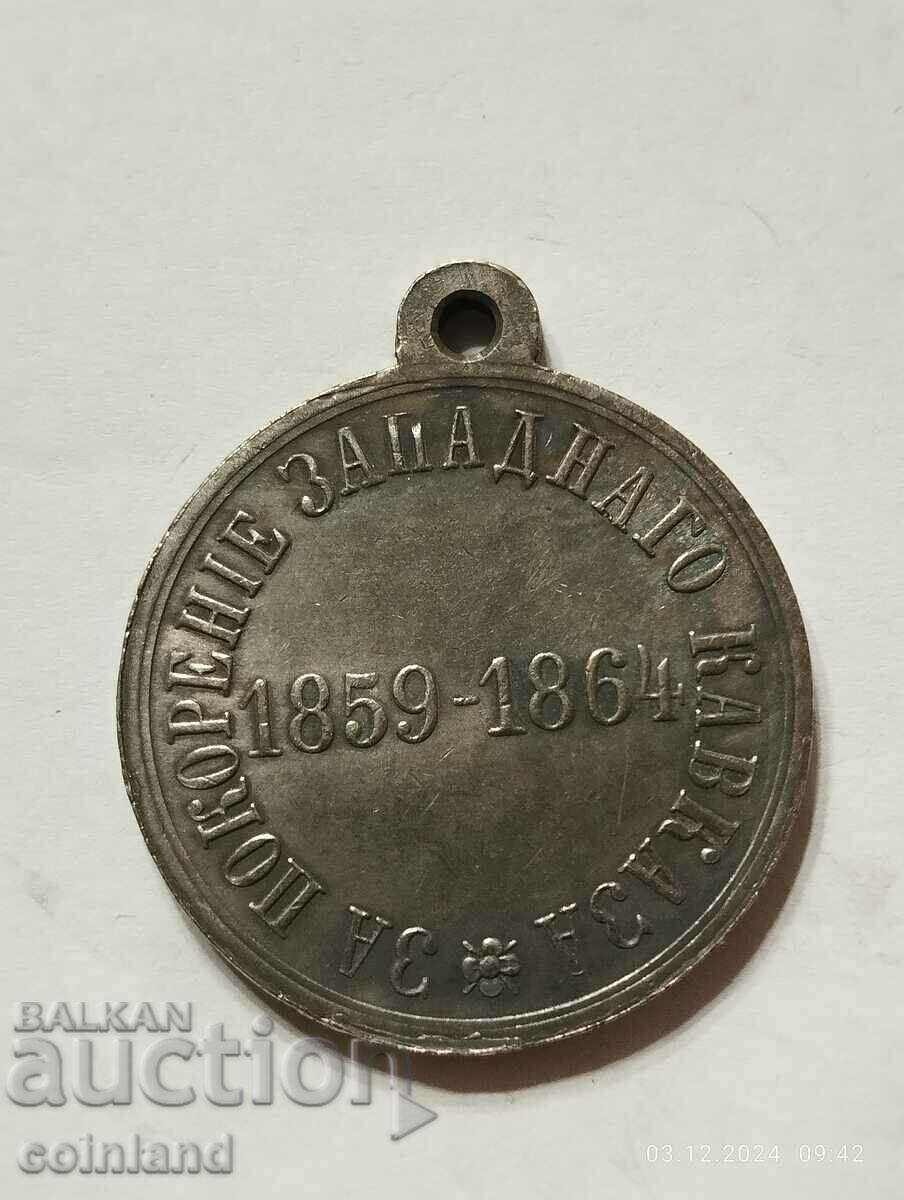 ЗА ПОКОРЕНІЕ ЗАПАДНАГО КАВКАЗА
1859-1864
BALKAN
auction
coinland
03.12.2024 09:42